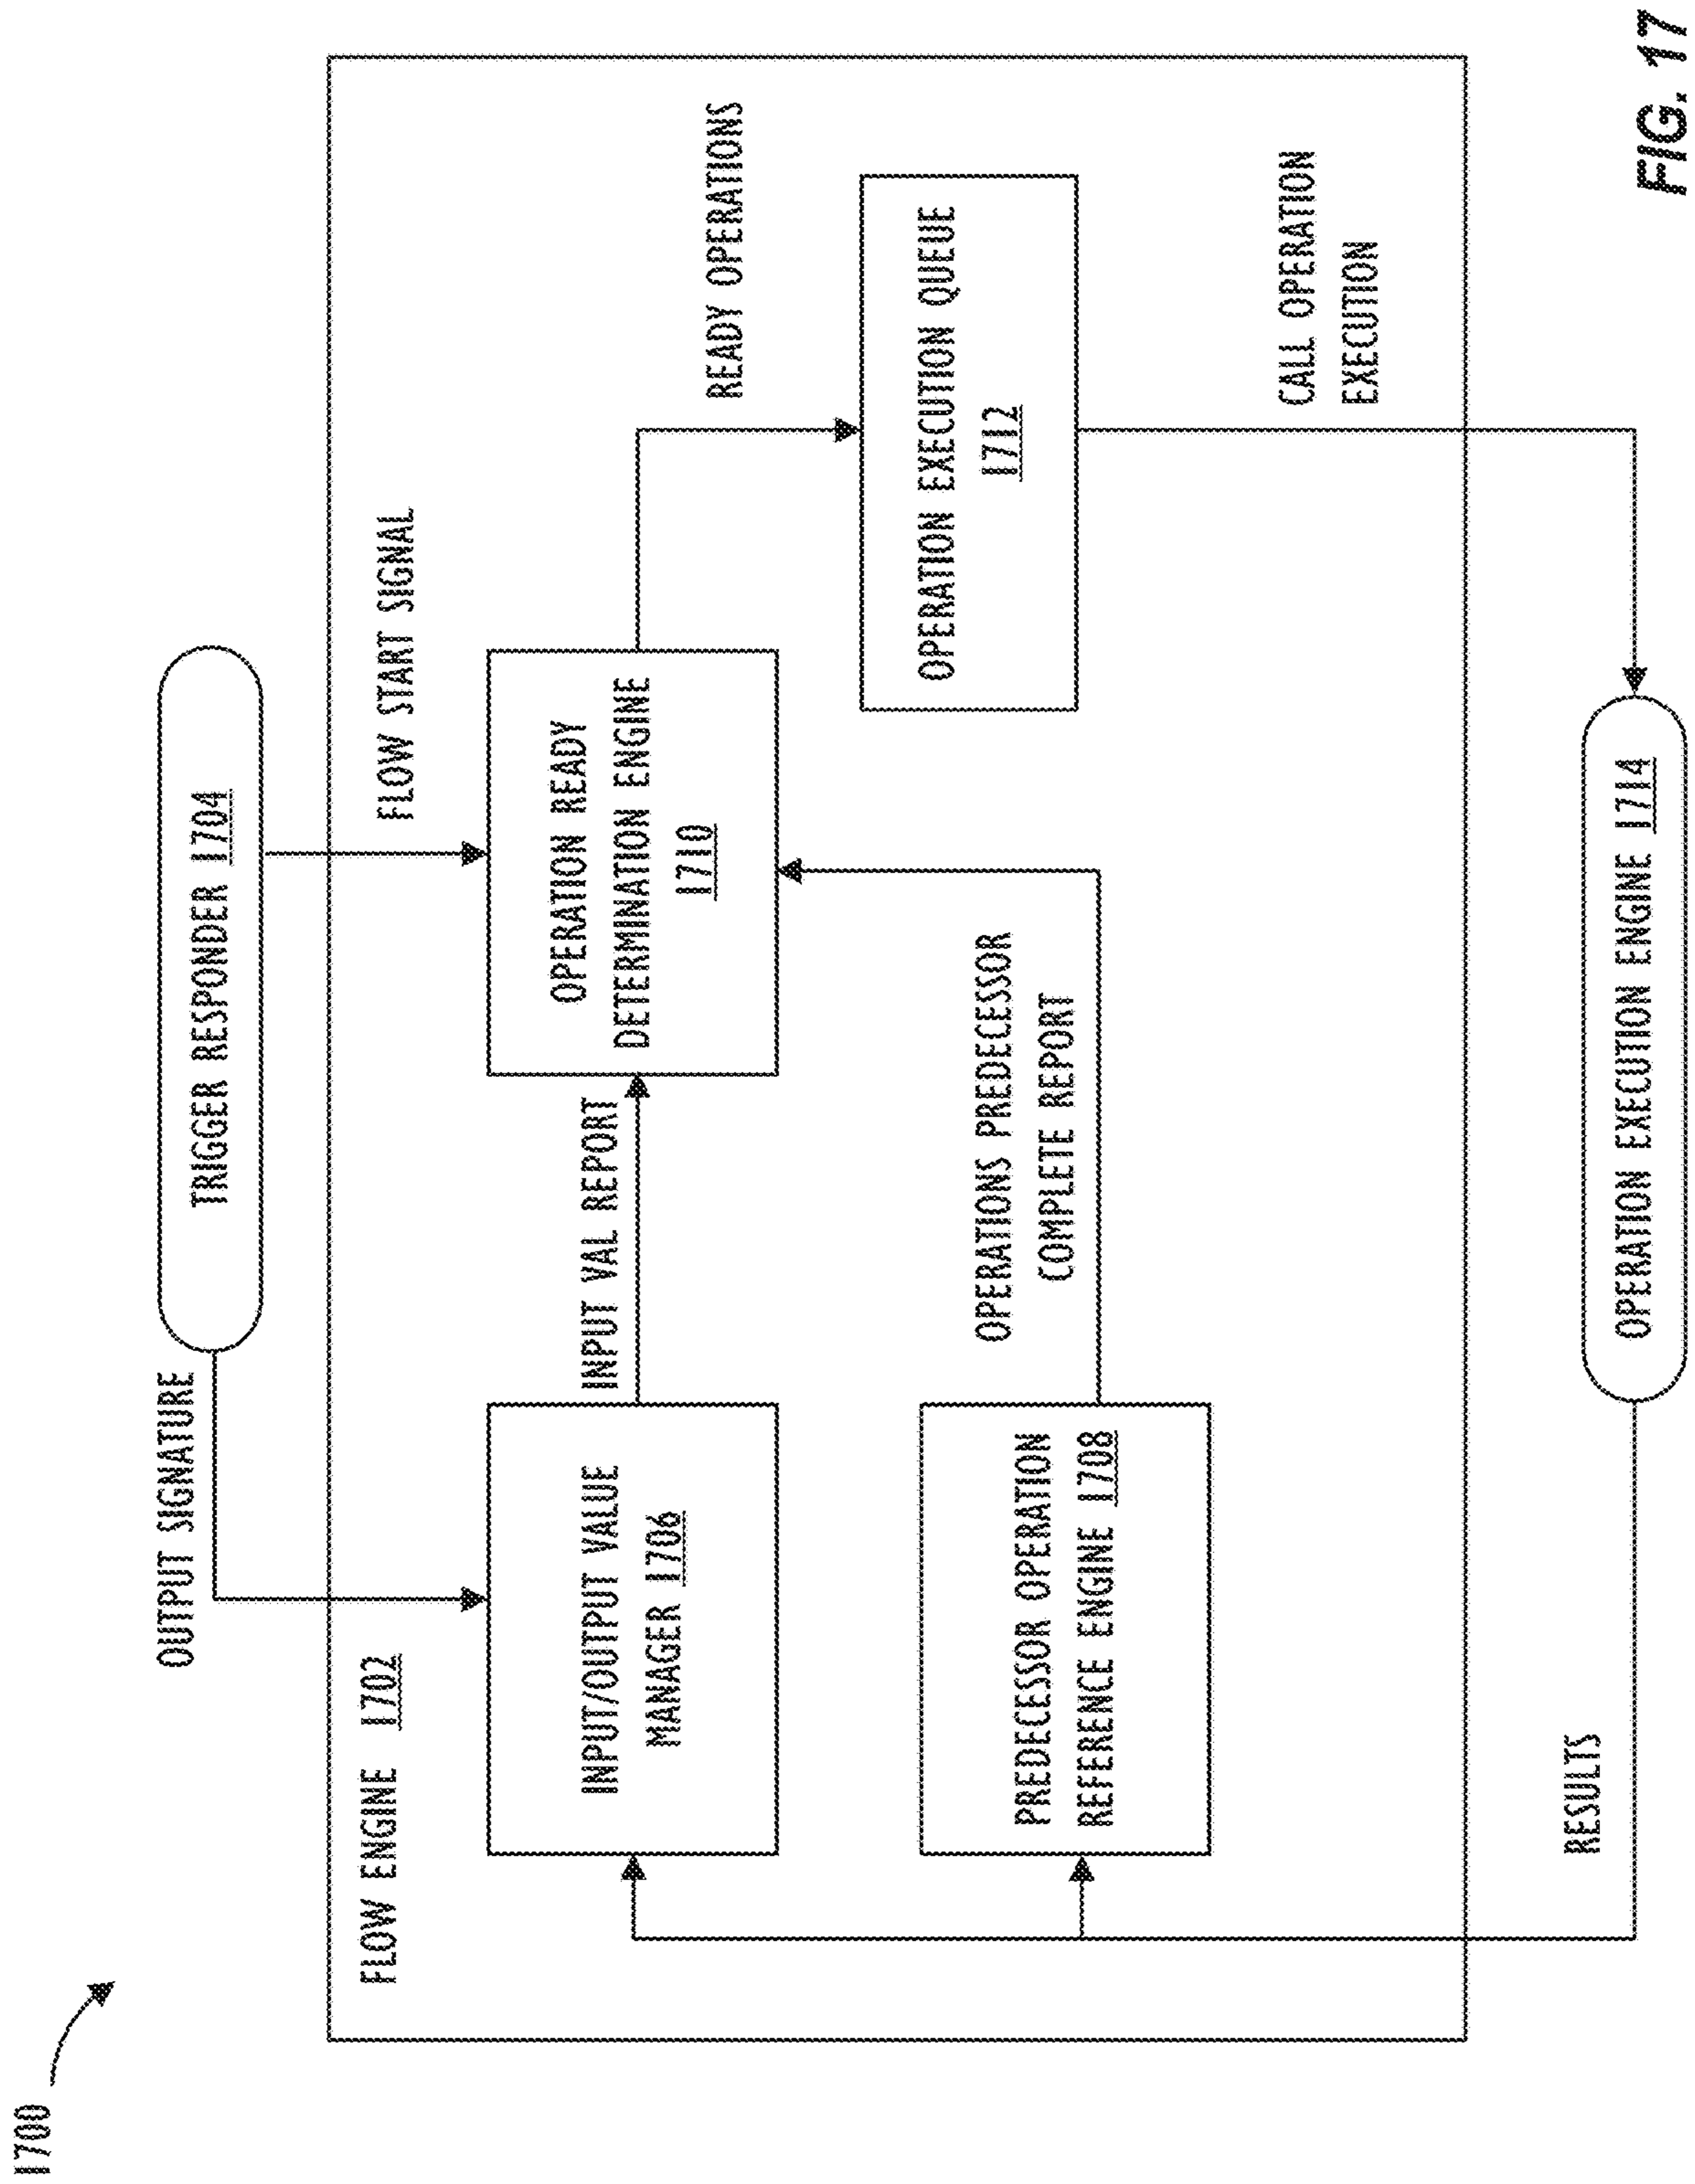 1700
OUTPUT SIGNATURE
TRIGGER RESPONDER 1704
FLOW ENGINE 1702
FLOW START SIGNAL
INPUT/OUTPUT VALUE
MANAGER 1706
INPUT VAL REPORT
OPERATION READY
DETERMINATION ENGINE
1710
READY OPERATIONS
PREDECESSOR OPERATION
REFERENCE ENGINE 1708
OPERATIONS PREDECESSOR
COMPLETE REPORT
OPERATION EXECUTION QUEUE
1712
CALL OPERATION
EXECUTION
RESULTS
OPERATION EXECUTION ENGINE 1714
FIG. 17